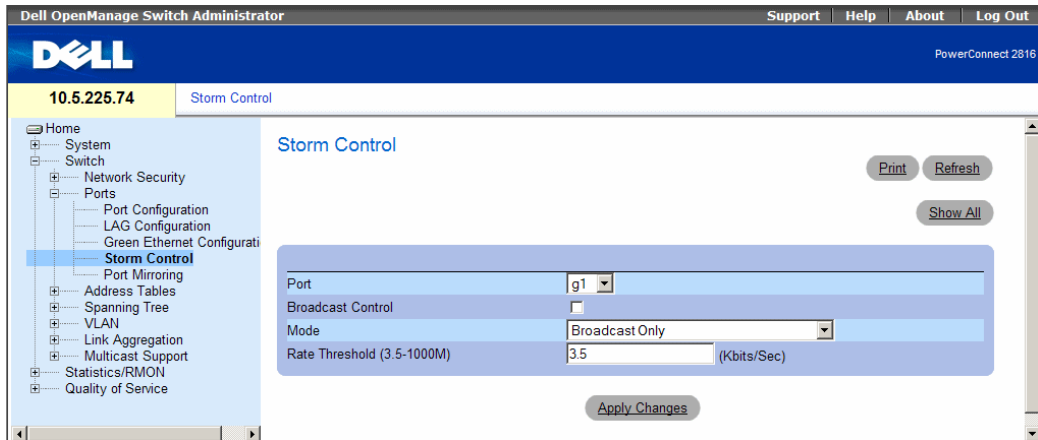 Dell OpenManage Switch Administrator
Support Help About Log Out
DELL
PowerConnect 2816
10.5.225.74
Storm Control
Home
System
Switch
Network Security
Ports
Port Configuration
LAG Configuration
Green Ethernet Configurati
Storm Control
Port Mirroring
Address Tables
Spanning Tree
VLAN
Link Aggregation
Multicast Support
Statistics/RMON
Quality of Service
Storm Control
Print Refresh
Show All
Port g1
Broadcast Control
Mode Broadcast Only
Rate Threshold (3.5-1000M) 3.5 (Kbits/Sec)
Apply Changes